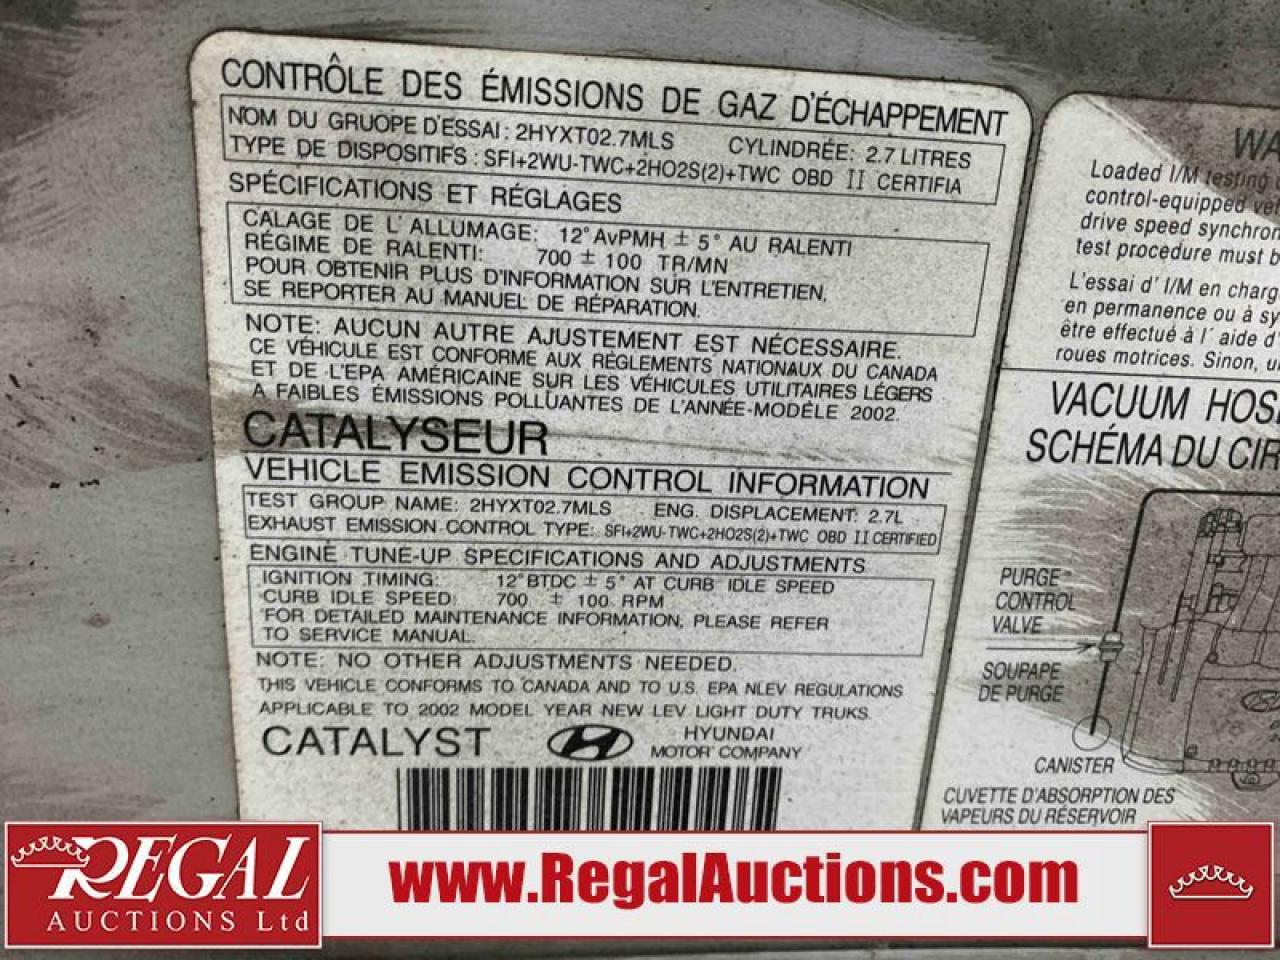 CONTRÔLE DES ÉMISSIONS DE GAZ D'ÉCHAPPEMENT
NOM DU GRUOPE D'ESSAI : 2HYXT02.7MLS CYLINDRÉE: 2.7 LITRES
TYPE DE DISPOSITIFS : SFI+2WU-TWC+2HO2S(2)+TWC OBD II CERTIFIA
SPÉCIFICATIONS ET RÉGLAGES
CALAGE DE L' ALLUMAGE: 12° AvPMH ± 5° AU RALENTI
RÉGIME DE RALENTI: 700 ± 100 TR/MN
POUR OBTENIR PLUS D'INFORMATION SUR L'ENTRETIEN,
SE REPORTER AU MANUEL DE RÉPARATION.
NOTE: AUCUN AUTRE AJUSTEMENT EST NÉCESSAIRE.
CE VÉHICULE EST CONFORME AUX RÈGLEMENTS NATIONAUX DU CANADA
ET DE L'EPA AMÉRICAINE SUR LES VÉHICULES UTILITAIRES LÉGERS
A FAIBLES ÉMISSIONS POLLUANTES DE L'ANNÉE-MODÈLE 2002.
CATALYSEUR
VEHICLE EMISSION CONTROL INFORMATION
TEST GROUP NAME: 2HYXT02.7MLS ENG. DISPLACEMENT: 2.7L
EXHAUST EMISSION CONTROL TYPE: SFI+2WU-TWC+2HO2S(2)+TWC OBD II CERTIFIED
ENGINE TUNE-UP SPECIFICATIONS AND ADJUSTMENTS
IGNITION TIMING: 12° BTDC ± 5° AT CURB IDLE SPEED
CURB IDLE SPEED: 700 ± 100 RPM
FOR DETAILED MAINTENANCE INFORMATION, PLEASE REFER
TO SERVICE MANUAL.
NOTE: NO OTHER ADJUSTMENTS NEEDED.
THIS VEHICLE CONFORMS TO CANADA AND TO U.S. EPA NLEV REGULATIONS
APPLICABLE TO 2002 MODEL YEAR NEW LEV LIGHT DUTY TRUKS.
CATALYST HYUNDAI
MOTOR COMPANY
WA
Loaded I/M testing
control-equipped
drive speed synchron
test procedure must b
L'essai d' I/M en charg
en permanence ou à sy
être effectué à l' aide d'
roues motrices. Sinon, u
VACUUM HOS
SCHÉMA DU CIR
PURGE
CONTROL
VALVE
SOUPAPE
DE PURGE
CANISTER
CUVETTE D'ABSORPTION DES
VAPEURS DU RÉSERVOIR
REGAL
AUCTIONS Ltd
www.RegalAuctions.com